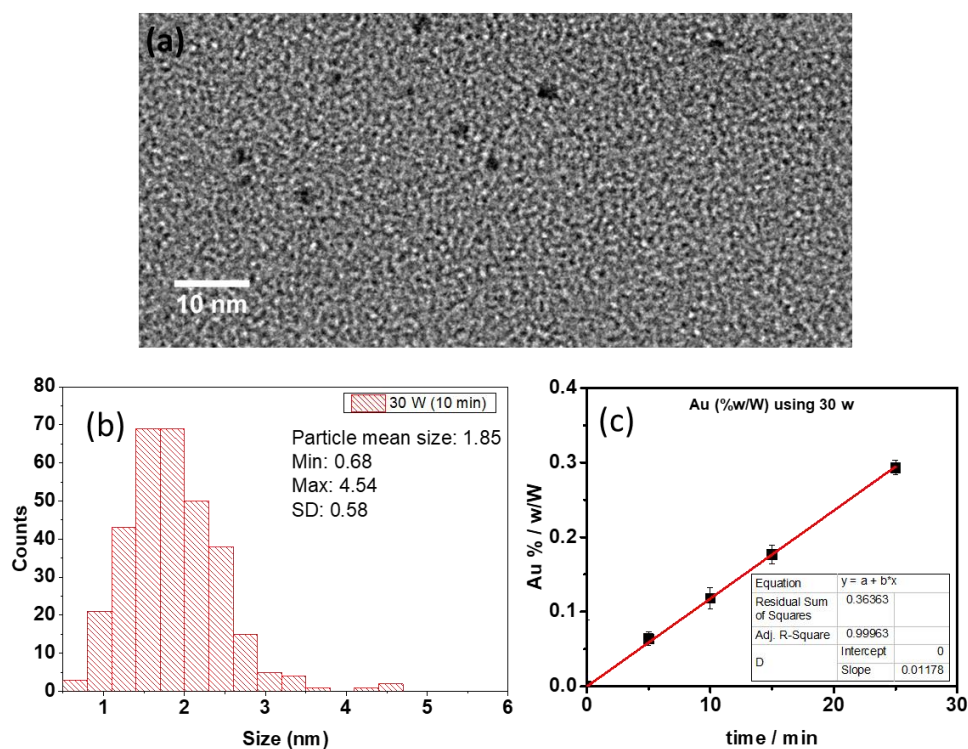 (a)
10 nm
(b)
30 W (10 min)
Particle mean size: 1.85
Min: 0.68
Max: 4.54
SD: 0.58
Counts
80
70
60
50
40
30
20
10
0
1 2 3 4 5 6
Size (nm)
(c)
Au (%w/W) using 30 w
Au % / w/W
0.4
0.3
0.2
0.1
0.0
0 10 20 30
time / min
Equation y = a + b*x
Residual Sum of Squares 0.36363
Adj. R-Square 0.99963
D Intercept 0
Slope 0.01178